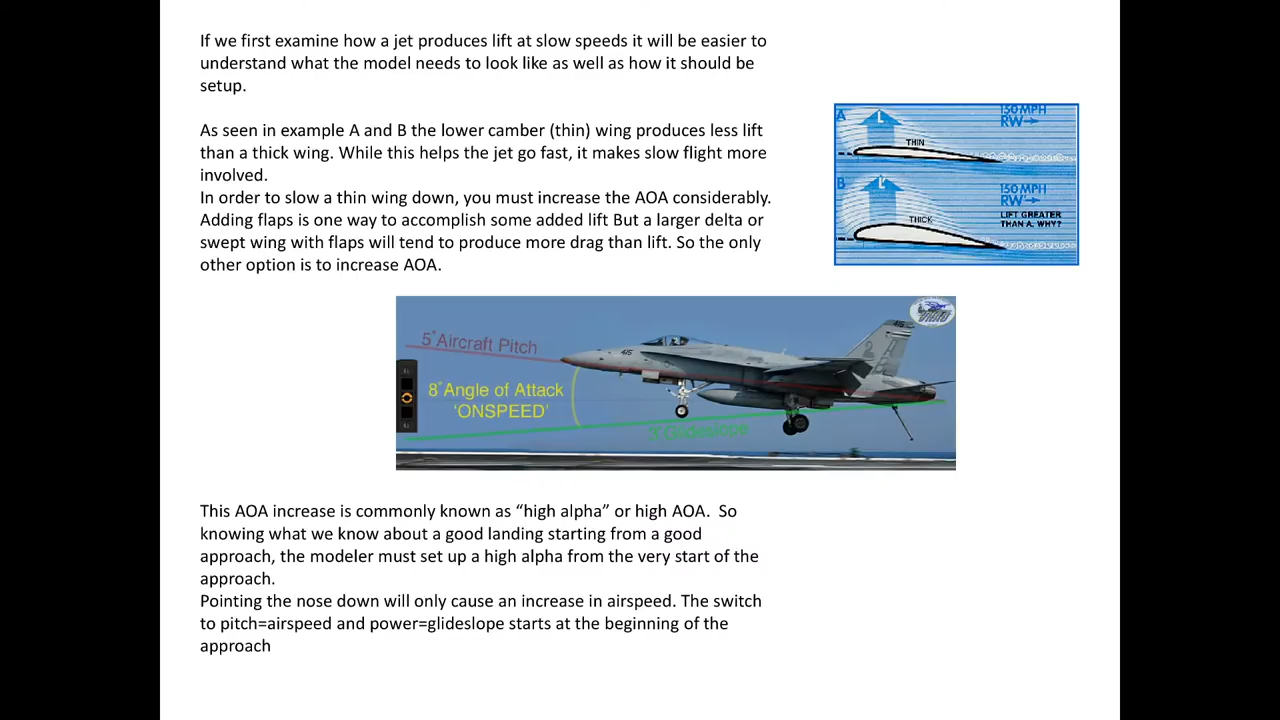 If we first examine how a jet produces lift at slow speeds it will be easier to
understand what the model needs to look like as well as how it should be
setup.
As seen in example A and B the lower camber (thin) wing produces less lift
than a thick wing. While this helps the jet go fast, it makes slow flight more
involved.
In order to slow a thin wing down, you must increase the AOA considerably.
Adding flaps is one way to accomplish some added lift But a larger delta or
swept wing with flaps will tend to produce more drag than lift. So the only
other option is to increase AOA.
A
L
150 MPH
RW→
THIN
B
L
150 MPH
RW→
THICK
LIFT GREATER
THAN A. WHY?
5° Aircraft Pitch
8° Angle of Attack
'ONSPEED'
3° Glideslope
415
415
This AOA increase is commonly known as “high alpha” or high AOA.  So
knowing what we know about a good landing starting from a good
approach, the modeler must set up a high alpha from the very start of the
approach.
Pointing the nose down will only cause an increase in airspeed. The switch
to pitch=airspeed and power=glideslope starts at the beginning of the
approach